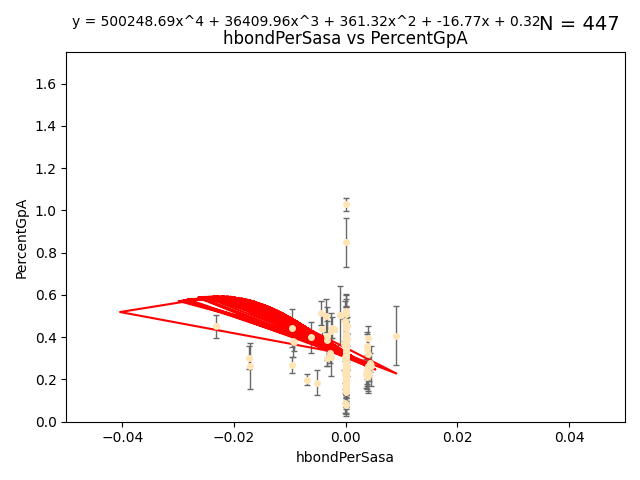 y = 500248.69x^4 + 36409.96x^3 + 361.32x^2 + -16.77x + 0.32
N = 447
hbondPerSasa vs PercentGpA
1.6
1.4
1.2
1.0
0.8
0.6
0.4
0.2
0.0
PercentGpA
−0.04 −0.02 0.00 0.02 0.04
hbondPerSasa